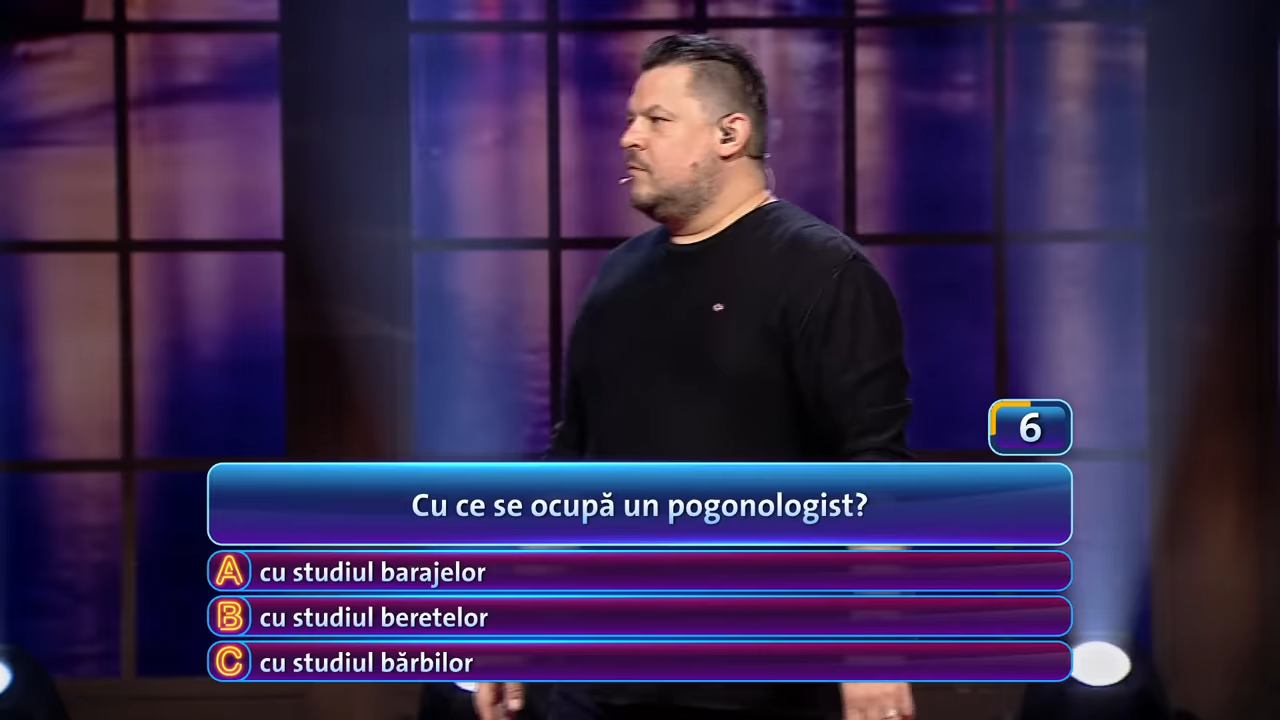 6
Cu ce se ocupă un pogonologist?
A cu studiul barajelor
B cu studiul beretelor
C cu studiul bărbilor